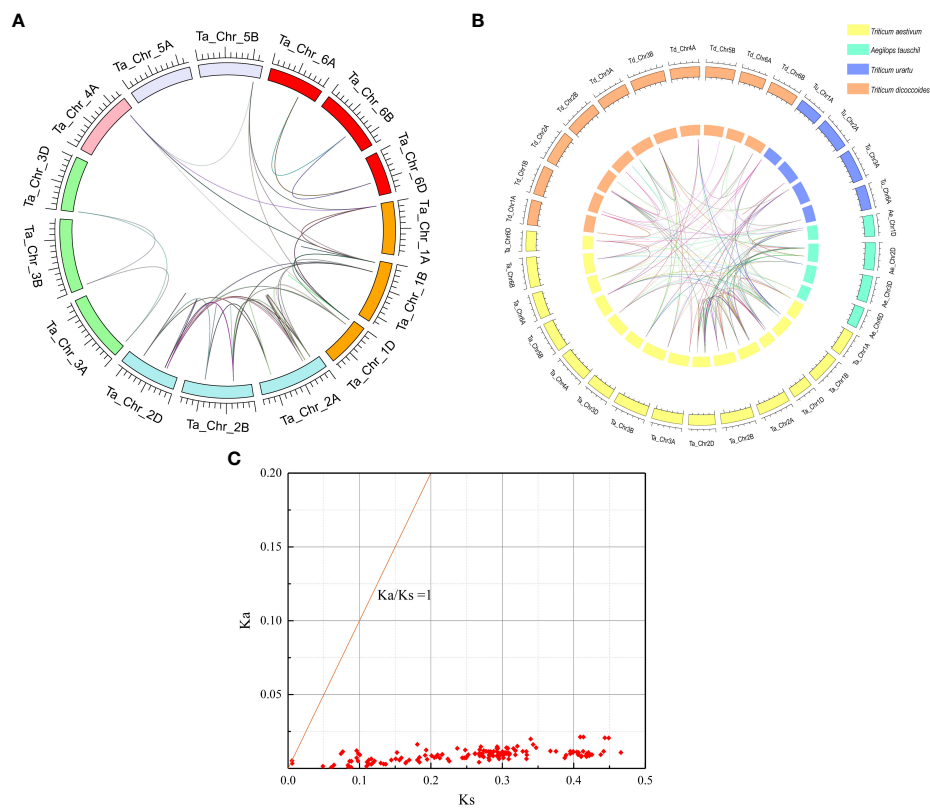 A
Ta_Chr_5A
Ta_Chr_5B
Ta_Chr_6A
Ta_Chr_6B
Ta_Chr_6D
Ta_Chr_1A
Ta_Chr_1B
Ta_Chr_1D
Ta_Chr_2A
Ta_Chr_2B
Ta_Chr_2D
Ta_Chr_3A
Ta_Chr_3B
Ta_Chr_3D
Ta_Chr_4A
B
Triticum aestivum
Aegilops tauschii
Triticum urartu
Triticum dicoccoides
Td_Chr1A
Td_Chr1B
Td_Chr2A
Td_Chr2B
Td_Chr3A
Td_Chr3B
Td_Chr4A
Td_Chr5B
Td_Chr6A
Td_Chr6B
Tu_Chr1A
Tu_Chr2A
Tu_Chr3A
Tu_Chr6A
Ae_Chr1D
Ae_Chr2D
Ae_Chr3D
Ae_Chr6D
Ta_Chr1A
Ta_Chr1B
Ta_Chr1D
Ta_Chr2A
Ta_Chr2B
Ta_Chr2D
Ta_Chr3A
Ta_Chr3B
Ta_Chr3D
Ta_Chr4A
Ta_Chr5B
Ta_Chr6A
Ta_Chr6D
C
0.20
0.15
0.10
0.05
Ka
Ka/Ks =1
0.0
0.1
0.2
0.3
0.4
0.5
Ks